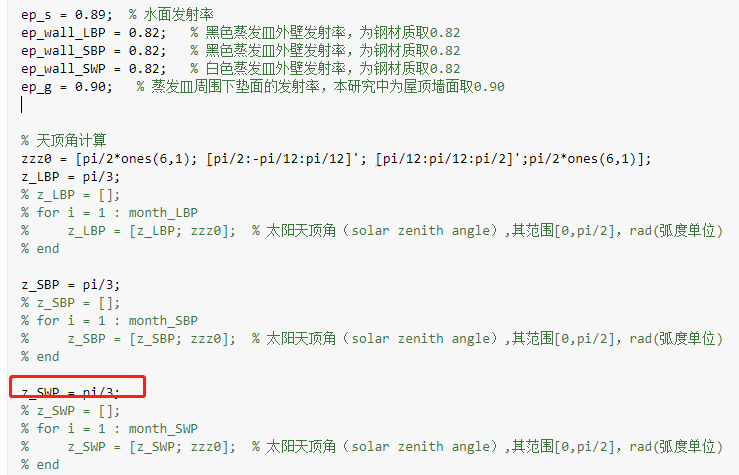 ep_s = 0.89;  % 水面发射率
ep_wall_LBP = 0.82;   % 黑色蒸发皿外壁发射率，为钢材质取0.82
ep_wall_SBP = 0.82;   % 黑色蒸发皿外壁发射率，为钢材质取0.82
ep_wall_SWP = 0.82;   % 白色蒸发皿外壁发射率，为钢材质取0.82
ep_g = 0.90;   % 蒸发皿周围下垫面的发射率，本研究中为屋顶墙面取0.90
% 天顶角计算
zzz0 = [pi/2*ones(6,1); [pi/2:-pi/12:pi/12]'; [pi/12:pi/12:pi/2]';pi/2*ones(6,1)];
z_LBP = pi/3;
% z_LBP = [];
% for i = 1 : month_LBP
%     z_LBP = [z_LBP; zzz0];  % 太阳天顶角（solar zenith angle）,其范围[0,pi/2]，rad(弧度单位)
% end
z_SBP = pi/3;
% z_SBP = [];
% for i = 1 : month_SBP
%     z_SBP = [z_SBP; zzz0];  % 太阳天顶角（solar zenith angle）,其范围[0,pi/2]，rad(弧度单位)
% end
z_SWP = pi/3;
% z_SWP = [];
% for i = 1 : month_SWP
%     z_SWP = [z_SWP; zzz0];  % 太阳天顶角（solar zenith angle）,其范围[0,pi/2]，rad(弧度单位)
% end